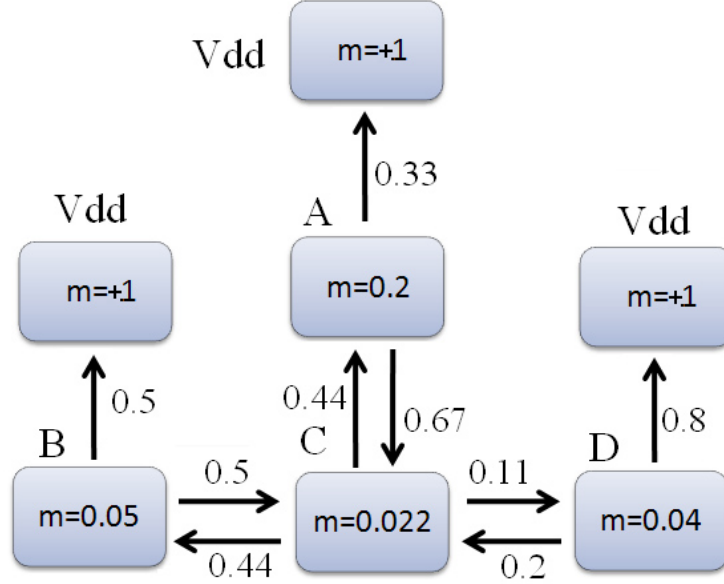 Vdd
m=+.1
0.33
Vdd
A
Vdd
m=+.1
m=0.2
m=+.1
0.5
0.44
0.67
0.8
B
C
D
0.5
0.11
m=0.05
m=0.022
m=0.04
0.44
0.2